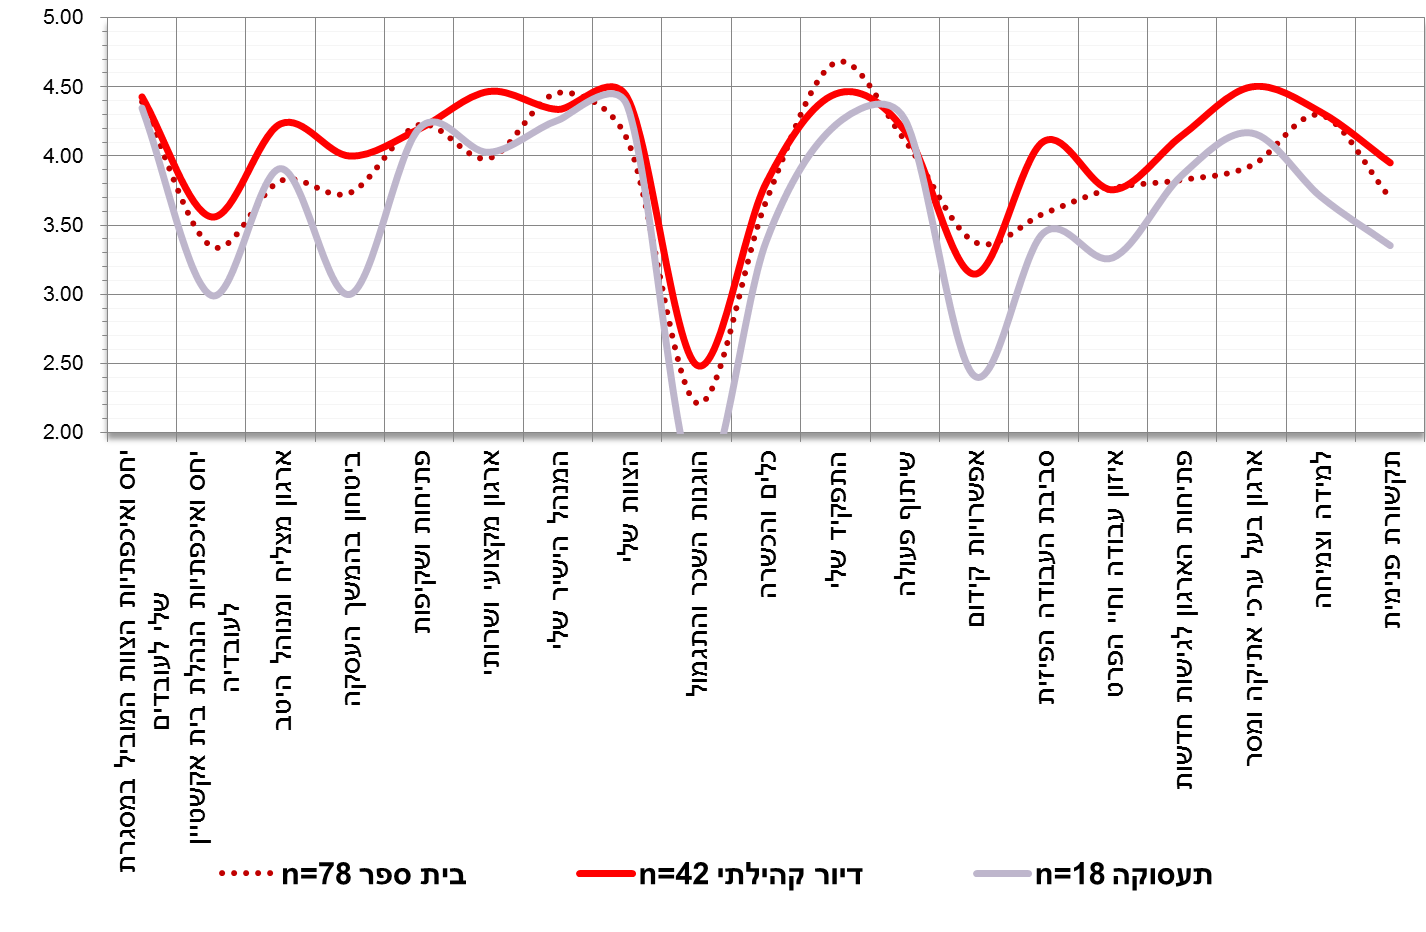 5.00
4.50
4.00
3.50
3.00
2.50
2.00
יחס ואיכפתיות הצוות המוביל במסגרת
שלי לעובדים
יחס ואיכפתיות הנהלת בית אקשטיין
לעובדיה
ארגון מצליח ומנוהל היטב
ביטחון בהמשך העסקה
פתיחות ושקיפות
ארגון מקצועי ושרותי
המנהל הישיר שלי
הצוות שלי
הוגנות השכר והתגמול
כלים והכשרה
התפקיד שלי
שיתוף פעולה
אפשרויות קידום
סביבת העבודה הפיזית
איזון עבודה וחיי הפרט
פתיחות הארגון לגישות חדשות
ארגון בעל ערכי אתיקה ומסר
למידה וצמיחה
תקשורת פנימית
בית ספר n=78
דיור קהילתי n=42
תעסוקה n=18